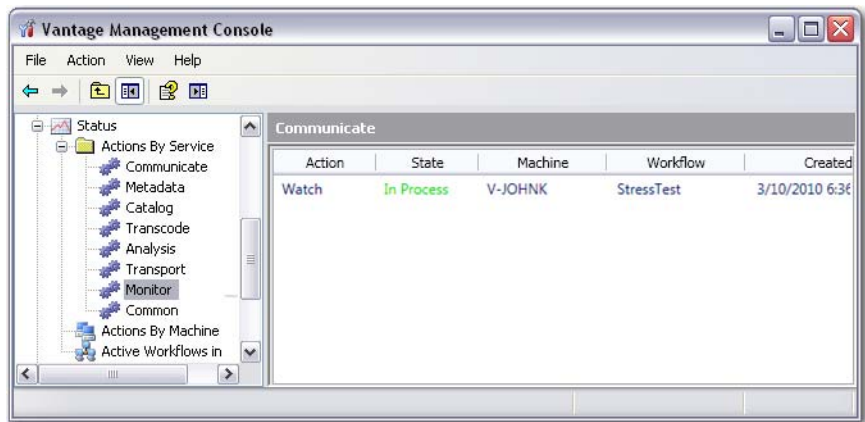 Vantage Management Console
File Action View Help
Status
Actions By Service
Communicate
Metadata
Catalog
Transcode
Analysis
Transport
Monitor
Common
Actions By Machine
Active Workflows in
Communicate
Action State Machine Workflow Created
Watch In Process V-JOHNK StressTest 3/10/2010 6:36